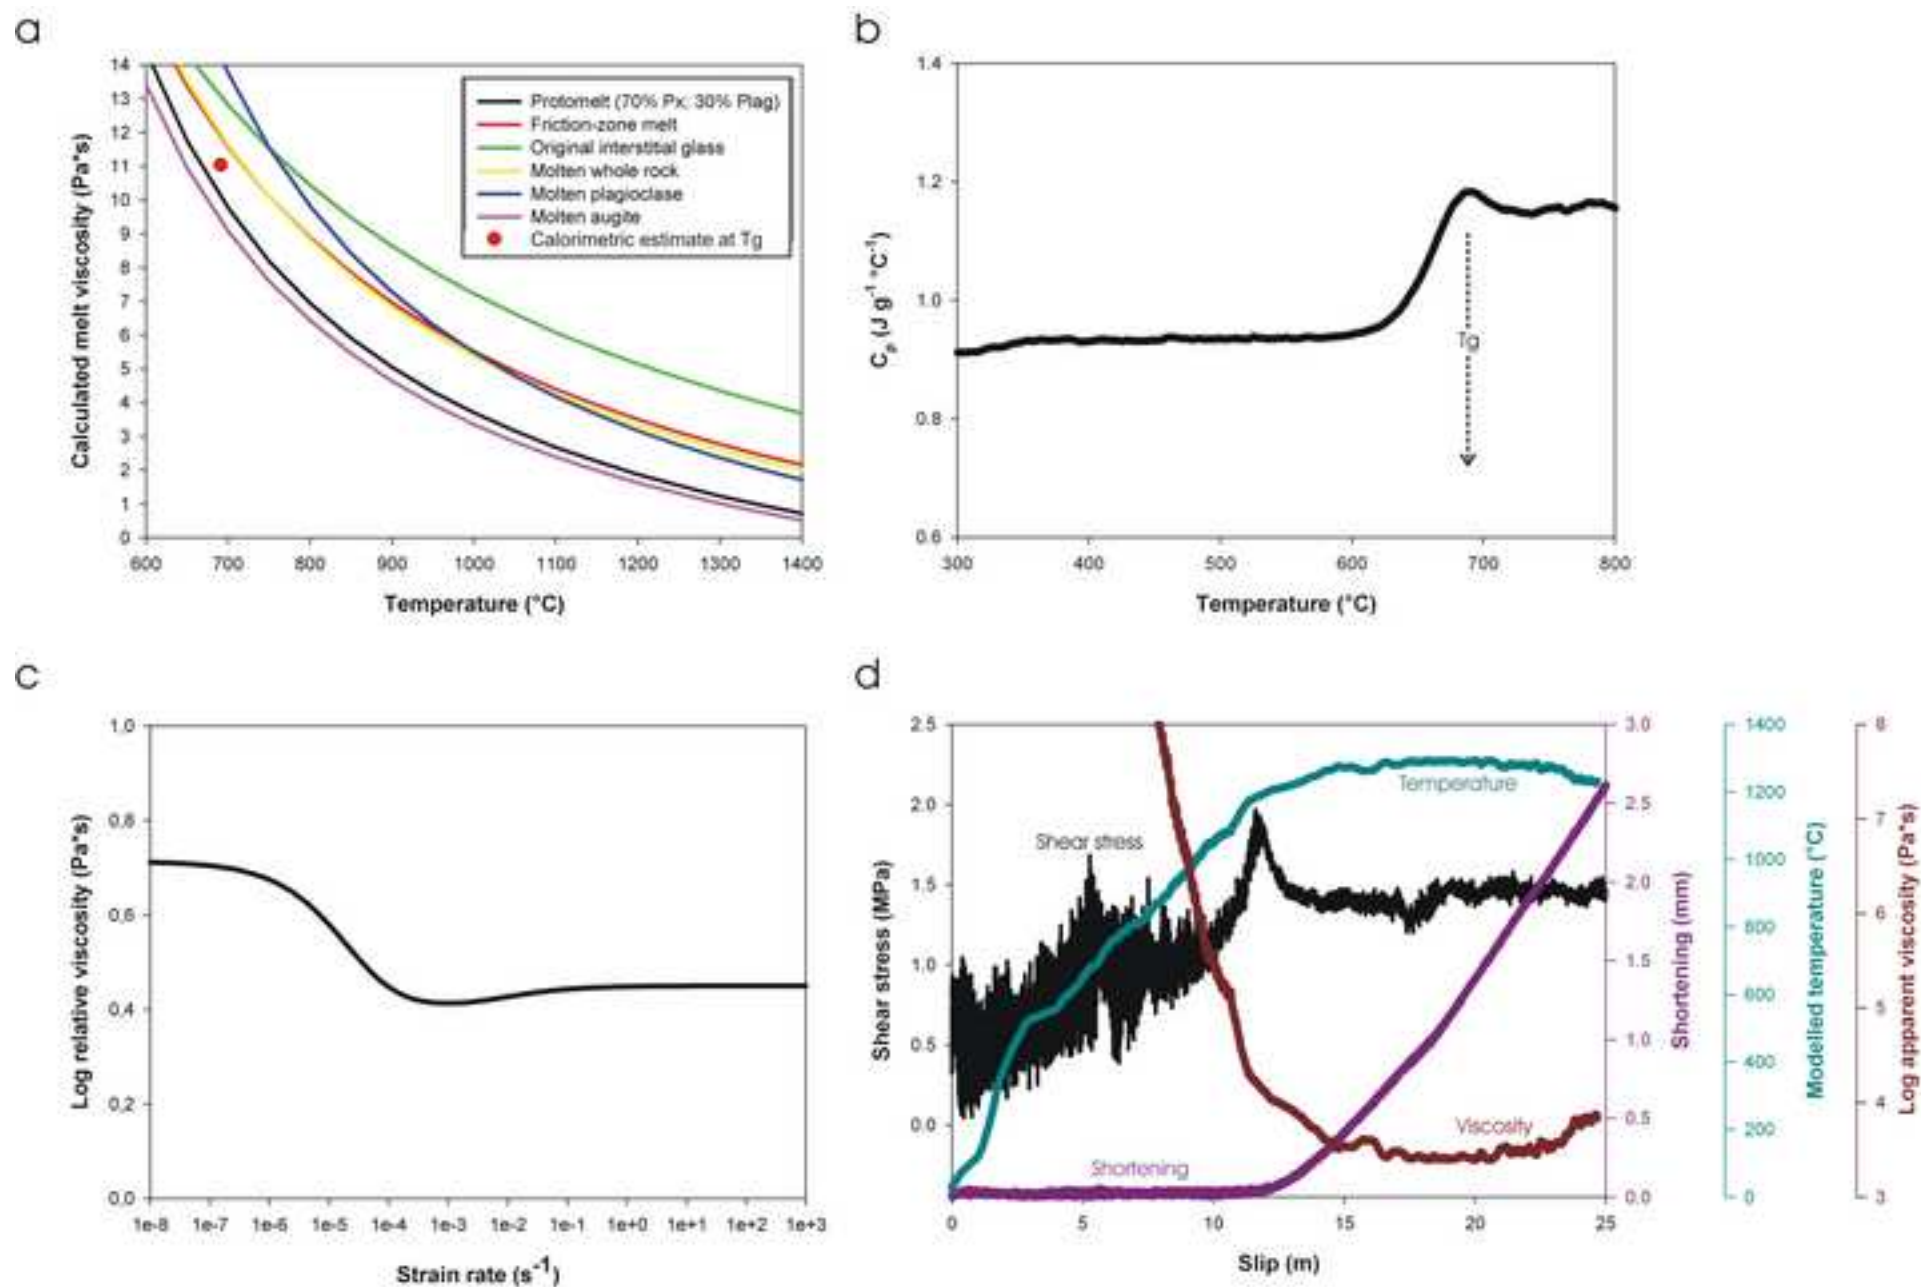 a
14
13
12
11
10
9
8
7
6
5
4
3
2
1
0
Calculated melt viscosity (Pa*s)
Protomelt (70% Px; 30% Plag)
Friction-zone melt
Original interstitial glass
Molten whole rock
Molten plagioclase
Molten augite
Calorimetric estimate at Tg
600 700 800 900 1000 1100 1200 1300 1400
Temperature (°C)
b
1.4
1.2
1.0
0.8
0.6
Cp (J g-1 °C-1)
Tg
300 400 500 600 700 800
Temperature (°C)
c
1.0
0.8
0.6
0.4
0.2
0.0
Log relative viscosity (Pa*s)
1e-8 1e-7 1e-6 1e-5 1e-4 1e-3 1e-2 1e-1 1e+0 1e+1 1e+2 1e+3
Strain rate (s-1)
d
2.5
2.0
1.5
1.0
0.5
0.0
Shear stress (MPa)
Shear stress
Temperature
Viscosity
Shortening
0 5 10 15 20 25
Slip (m)
3.0
2.5
2.0
1.5
1.0
0.5
0.0
Shortening (mm)
1400
1200
1000
800
600
400
200
0
Modelled temperature (°C)
8
7
6
5
4
3
Log apparent viscosity (Pa*s)